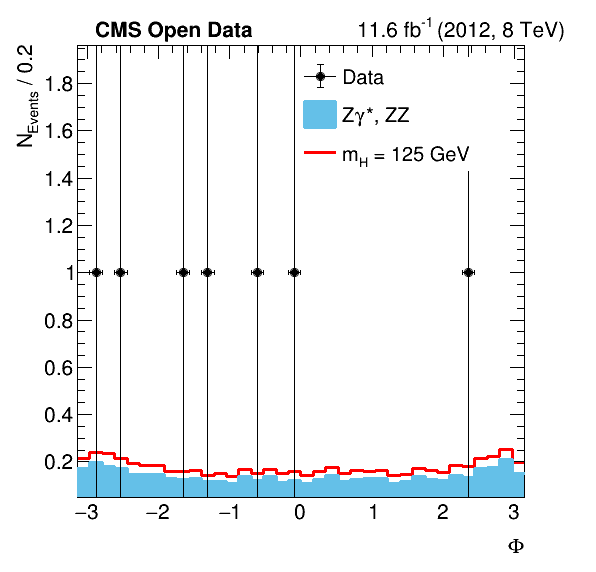 CMS Open Data 11.6 fb⁻¹ (2012, 8 TeV)
N_Events / 0.2
Data
Zγ*, ZZ
m_H = 125 GeV
1.8
1.6
1.4
1.2
1
0.8
0.6
0.4
0.2
−3 −2 −1 0 1 2 3
Φ